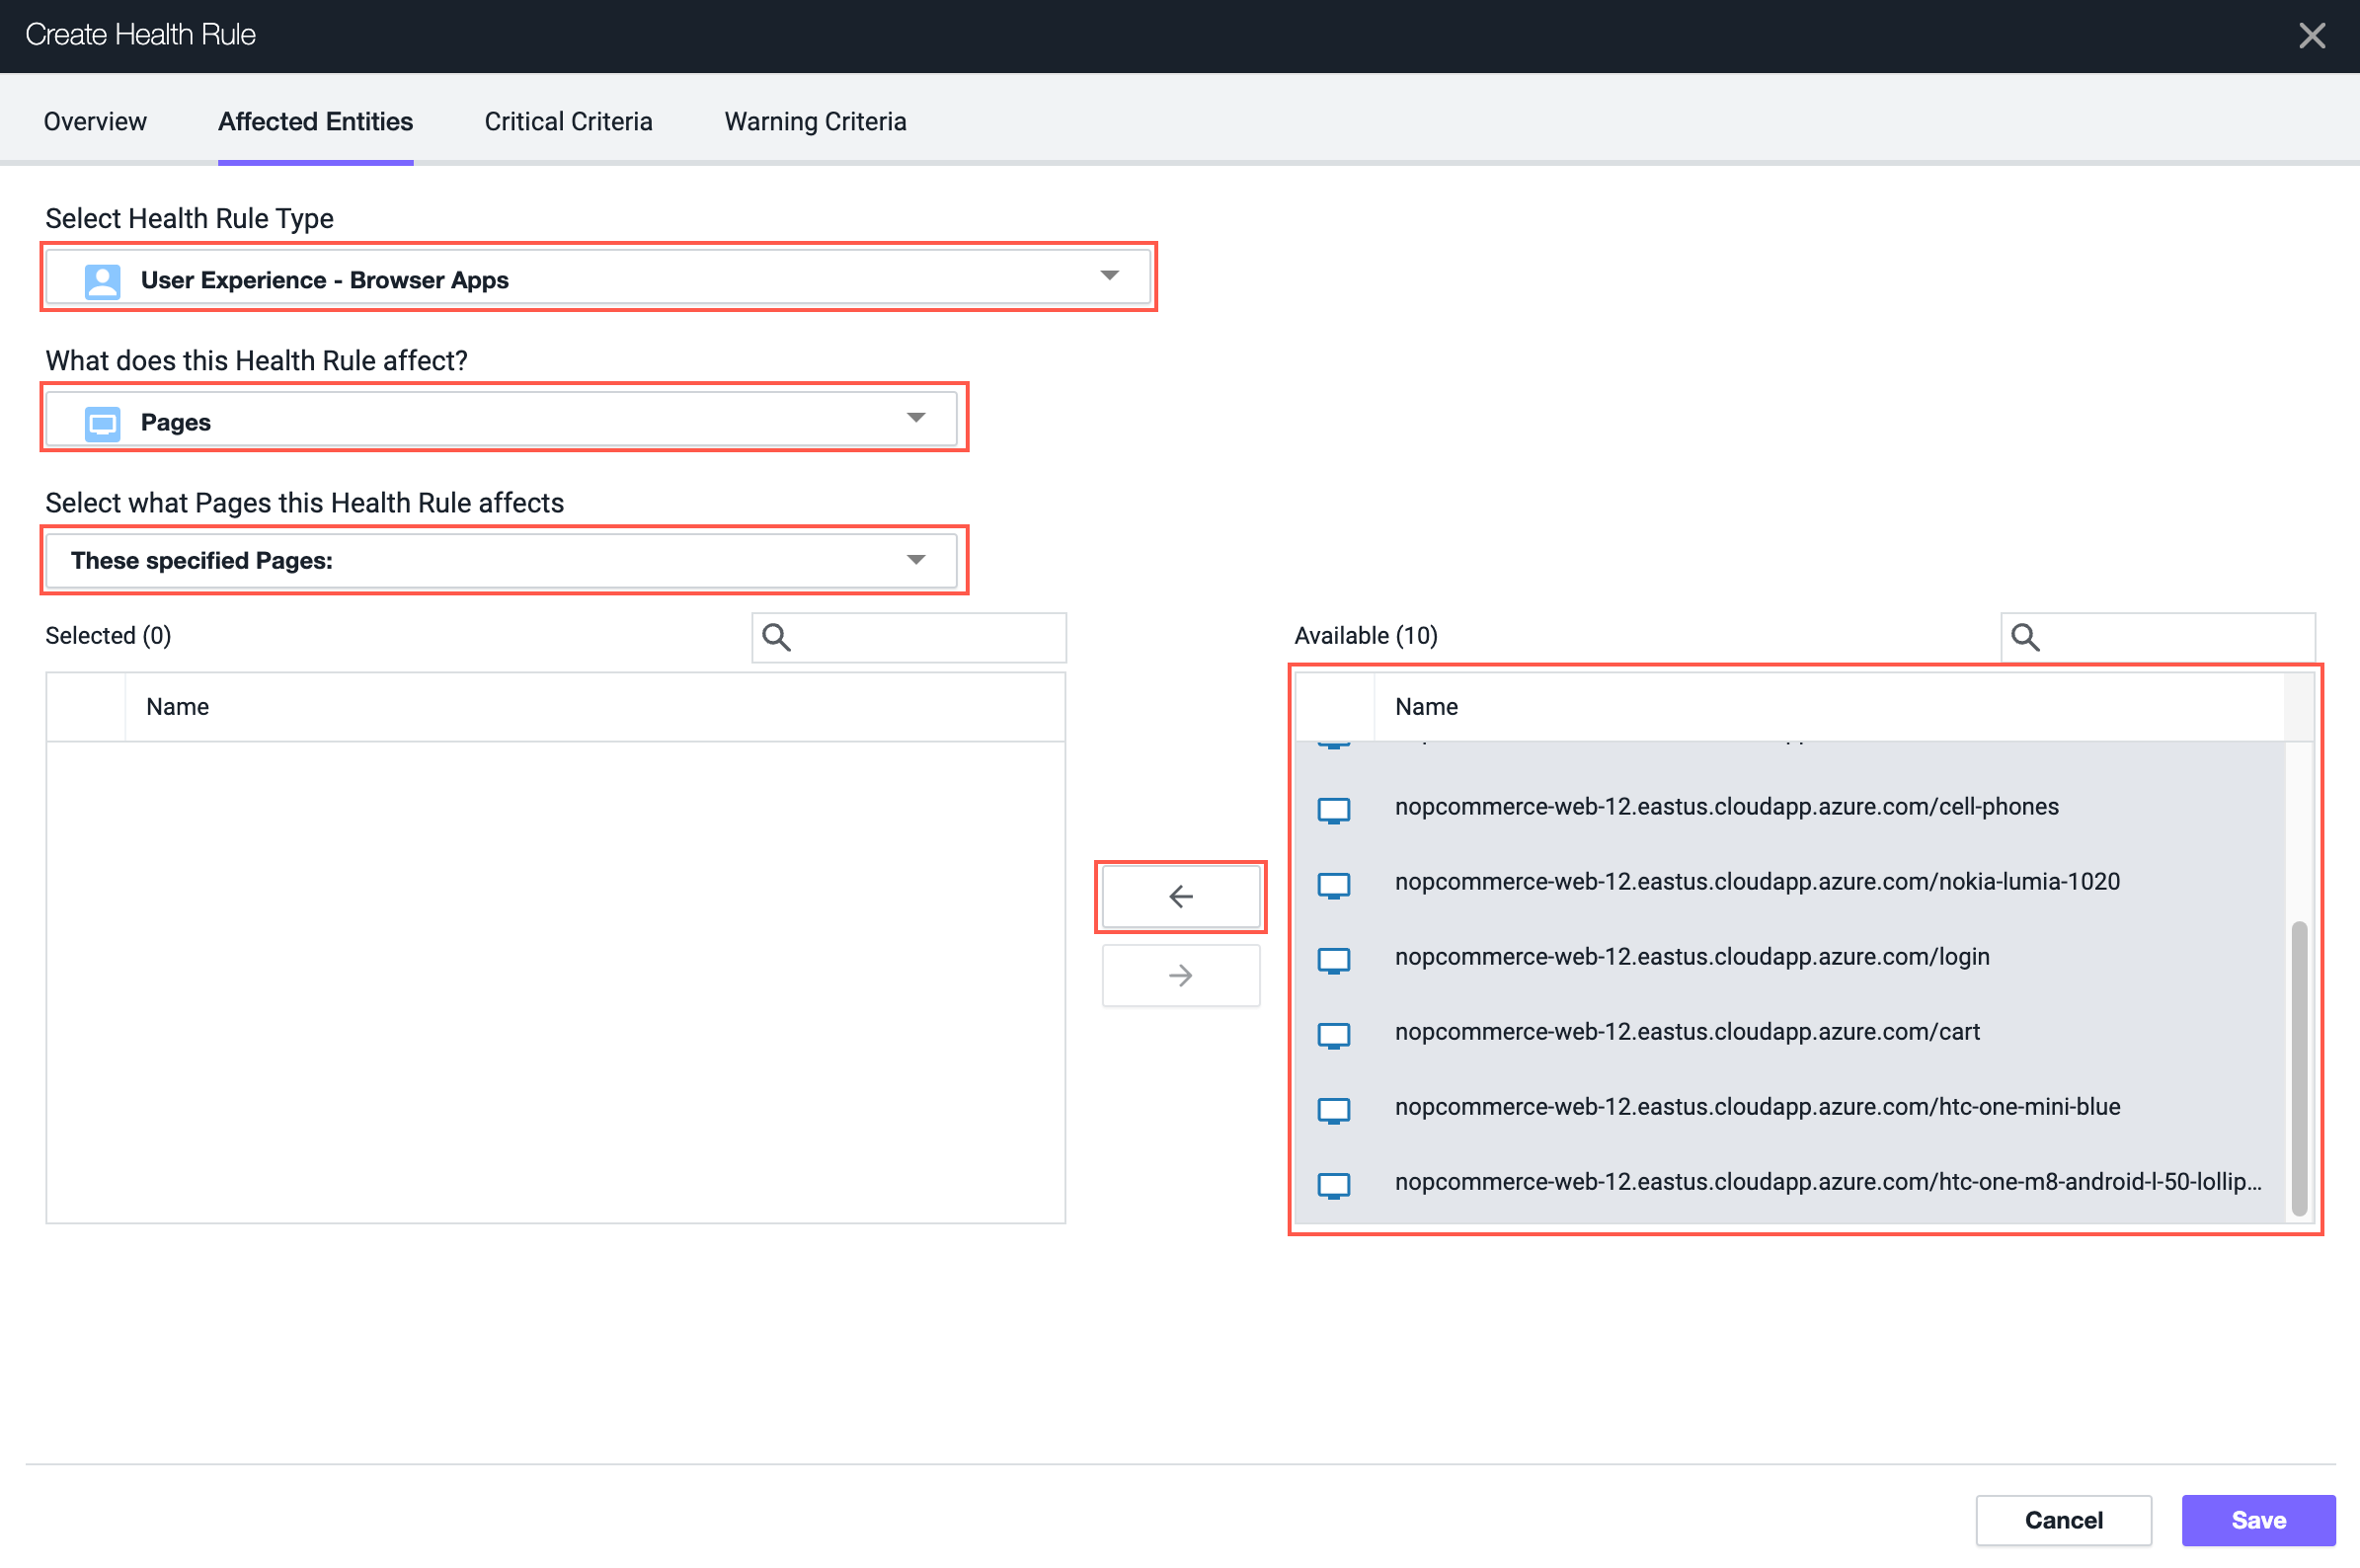 Create Health Rule
Overview
Affected Entities
Critical Criteria
Warning Criteria
Select Health Rule Type
User Experience - Browser Apps
What does this Health Rule affect?
Pages
Select what Pages this Health Rule affects
These specified Pages:
Selected (0)
Name
Available (10)
Name
nopcommerce-web-12.eastus.cloudapp.azure.com/cell-phones
nopcommerce-web-12.eastus.cloudapp.azure.com/nokia-lumia-1020
nopcommerce-web-12.eastus.cloudapp.azure.com/login
nopcommerce-web-12.eastus.cloudapp.azure.com/cart
nopcommerce-web-12.eastus.cloudapp.azure.com/htc-one-mini-blue
nopcommerce-web-12.eastus.cloudapp.azure.com/htc-one-m8-android-l-50-lollip...
Cancel
Save